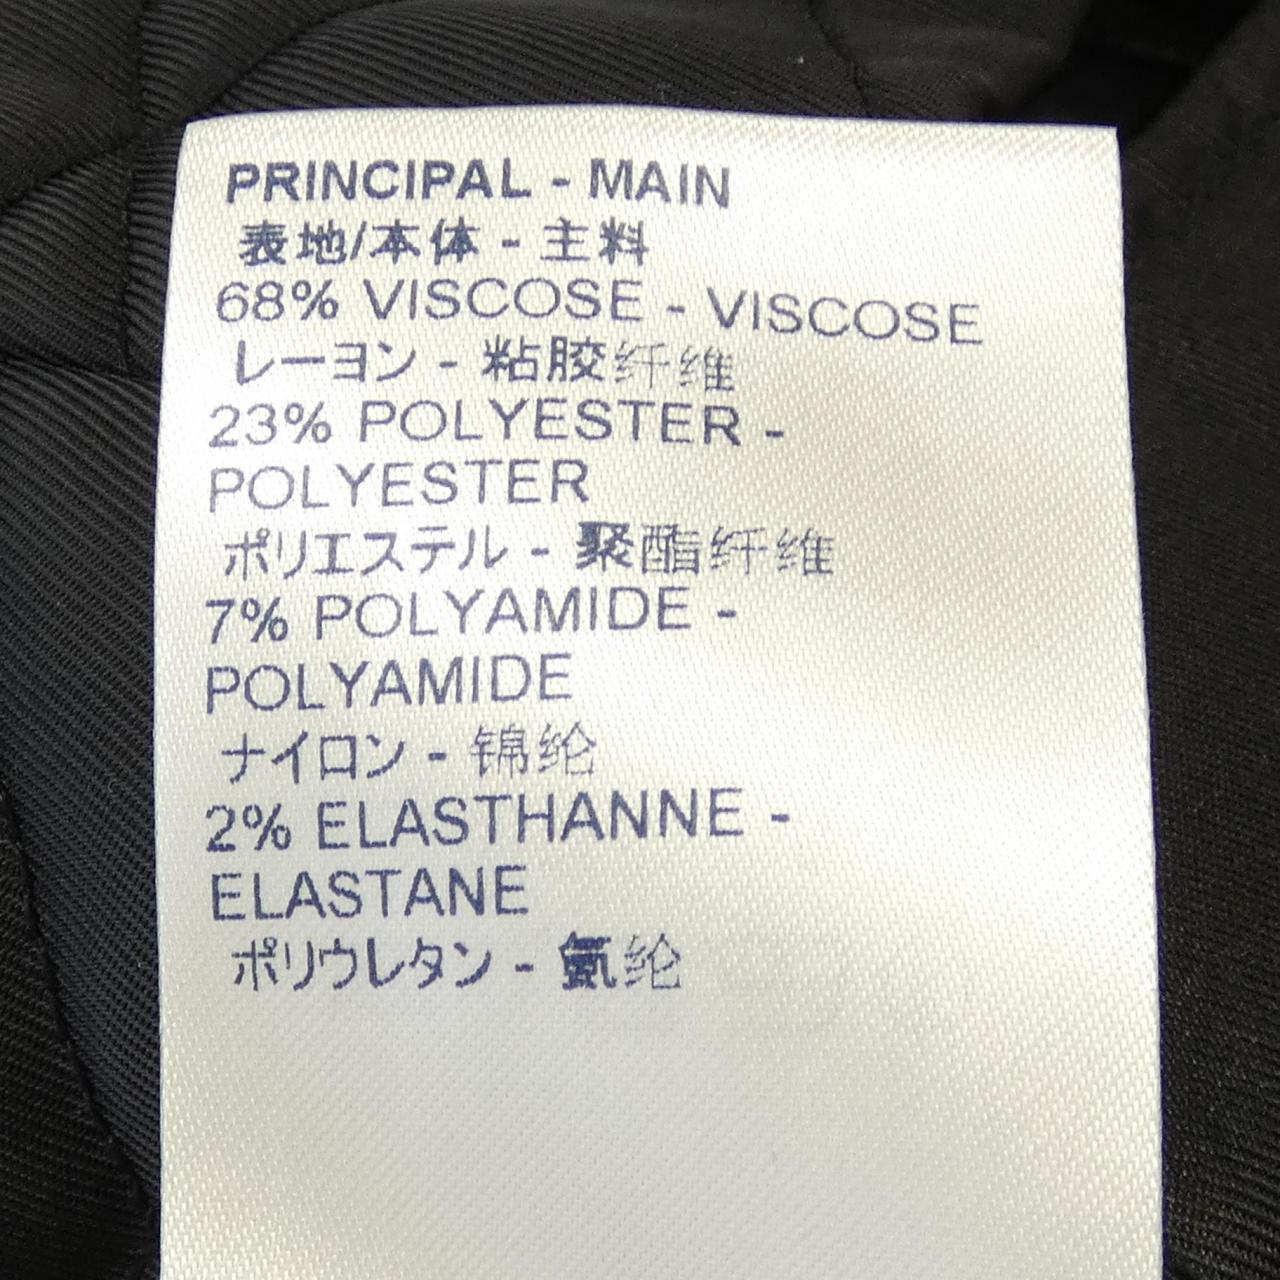 PRINCIPAL - MAIN
表地/本体 - 主料
68% VISCOSE - VISCOSE
レーヨン - 粘胶纤维
23% POLYESTER -
POLYESTER
ポリエステル - 聚酯纤维
7% POLYAMIDE -
POLYAMIDE
ナイロン - 锦纶
2% ELASTHANNE -
ELASTANE
ポリウレタン - 氨纶